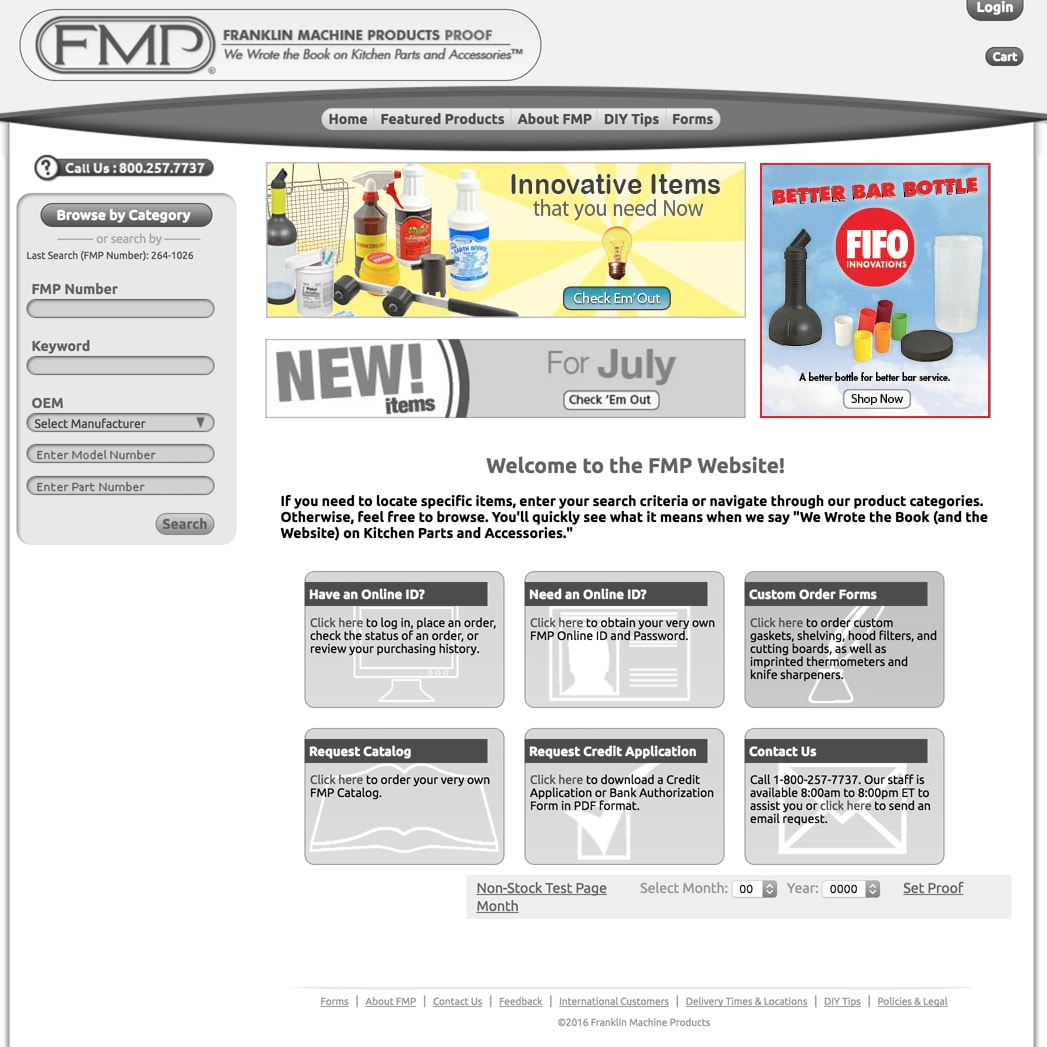 Login
FMP®
FRANKLIN MACHINE PRODUCTS PROOF
We Wrote the Book on Kitchen Parts and Accessories™
Cart
Home Featured Products About FMP DIY Tips Forms
? Call Us : 800.257.7737
Browse by Category
or search by
Last Search (FMP Number): 264-1026
FMP Number
Keyword
OEM
Select Manufacturer
Enter Model Number
Enter Part Number
Search
Innovative Items
that you need Now
Check Em' Out
NEW!
items
For July
Check 'Em Out
BETTER BAR BOTTLE
FIFO
INNOVATIONS
A better bottle for better bar service.
Shop Now
Welcome to the FMP Website!
If you need to locate specific items, enter your search criteria or navigate through our product categories.
Otherwise, feel free to browse. You'll quickly see what it means when we say "We Wrote the Book (and the
Website) on Kitchen Parts and Accessories."
Have an Online ID?
Click here to log in, place an order,
check the status of an order, or
review your purchasing history.
Need an Online ID?
Click here to obtain your very own
FMP Online ID and Password.
Custom Order Forms
Click here to order custom
gaskets, shelving, hood filters, and
cutting boards, as well as
imprinted thermometers and
knife sharpeners.
Request Catalog
Click here to order your very own
FMP Catalog.
Request Credit Application
Click here to download a Credit
Application or Bank Authorization
Form in PDF format.
Contact Us
Call 1-800-257-7737. Our staff is
available 8:00am to 8:00pm ET to
assist you or click here to send an
email request.
Non-Stock Test Page Select Month: 00 Year: 0000 Set Proof
Month
Forms | About FMP | Contact Us | Feedback | International Customers | Delivery Times & Locations | DIY Tips | Policies & Legal
©2016 Franklin Machine Products